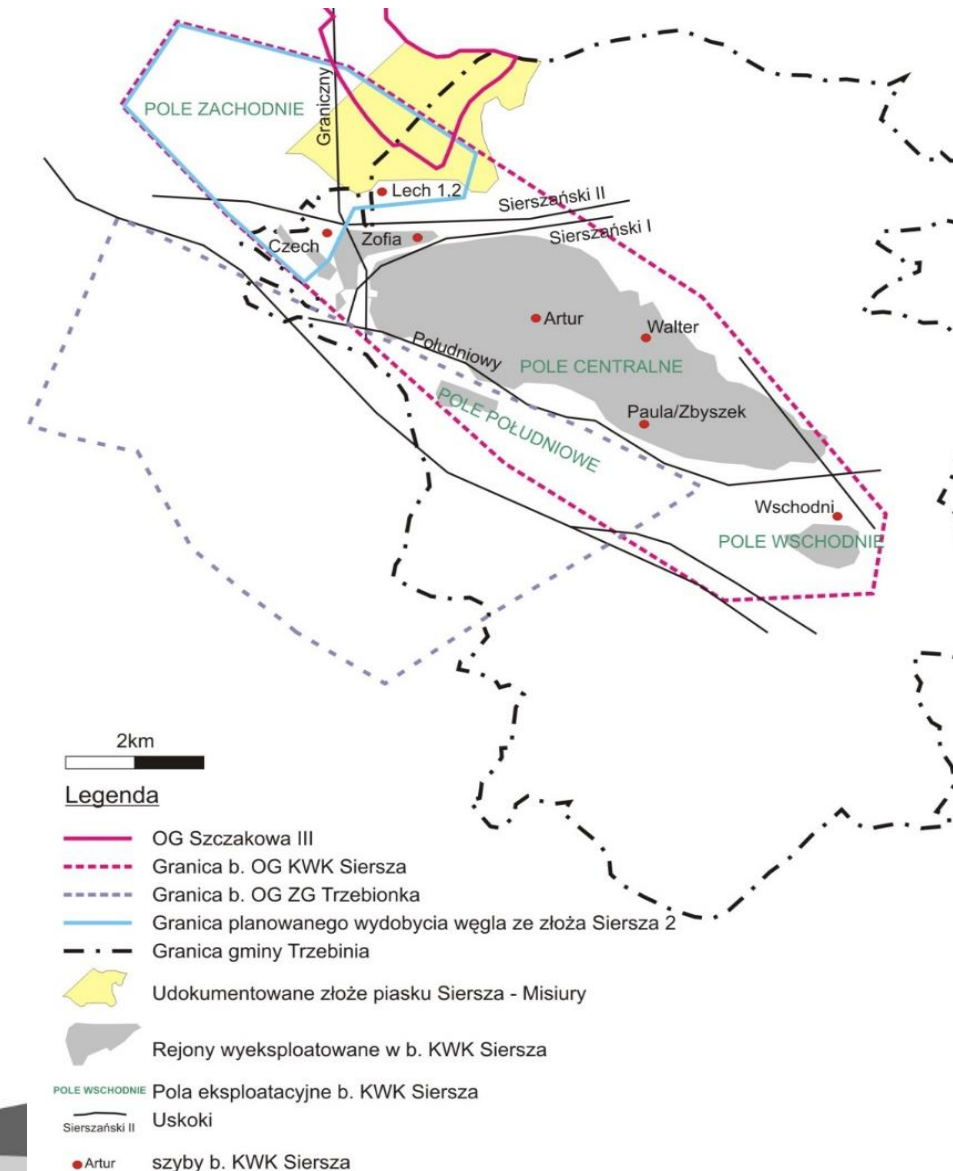 POLE ZACHODNIE
Graniczny
Lech 1,2
Sierszański II
Sierszański I
Czech
Zofia
Artur
Walter
Południowy
POLE CENTRALNE
POLE POŁUDNIOWE
Paula/Zbyszek
Wschodni
POLE WSCHODNIE
2km
Legenda
OG Szczakowa III
Granica b. OG KWK Siersza
Granica b. OG ZG Trzebionka
Granica planowanego wydobycia węgla ze złoża Siersza 2
Granica gminy Trzebinia
Udokumentowane złoże piasku Siersza - Misiury
Rejony wyeksploatowane w b. KWK Siersza
POLE WSCHODNIE Pola eksploatacyjne b. KWK Siersza
Sierszański II Uskoki
Artur szyby b. KWK Siersza